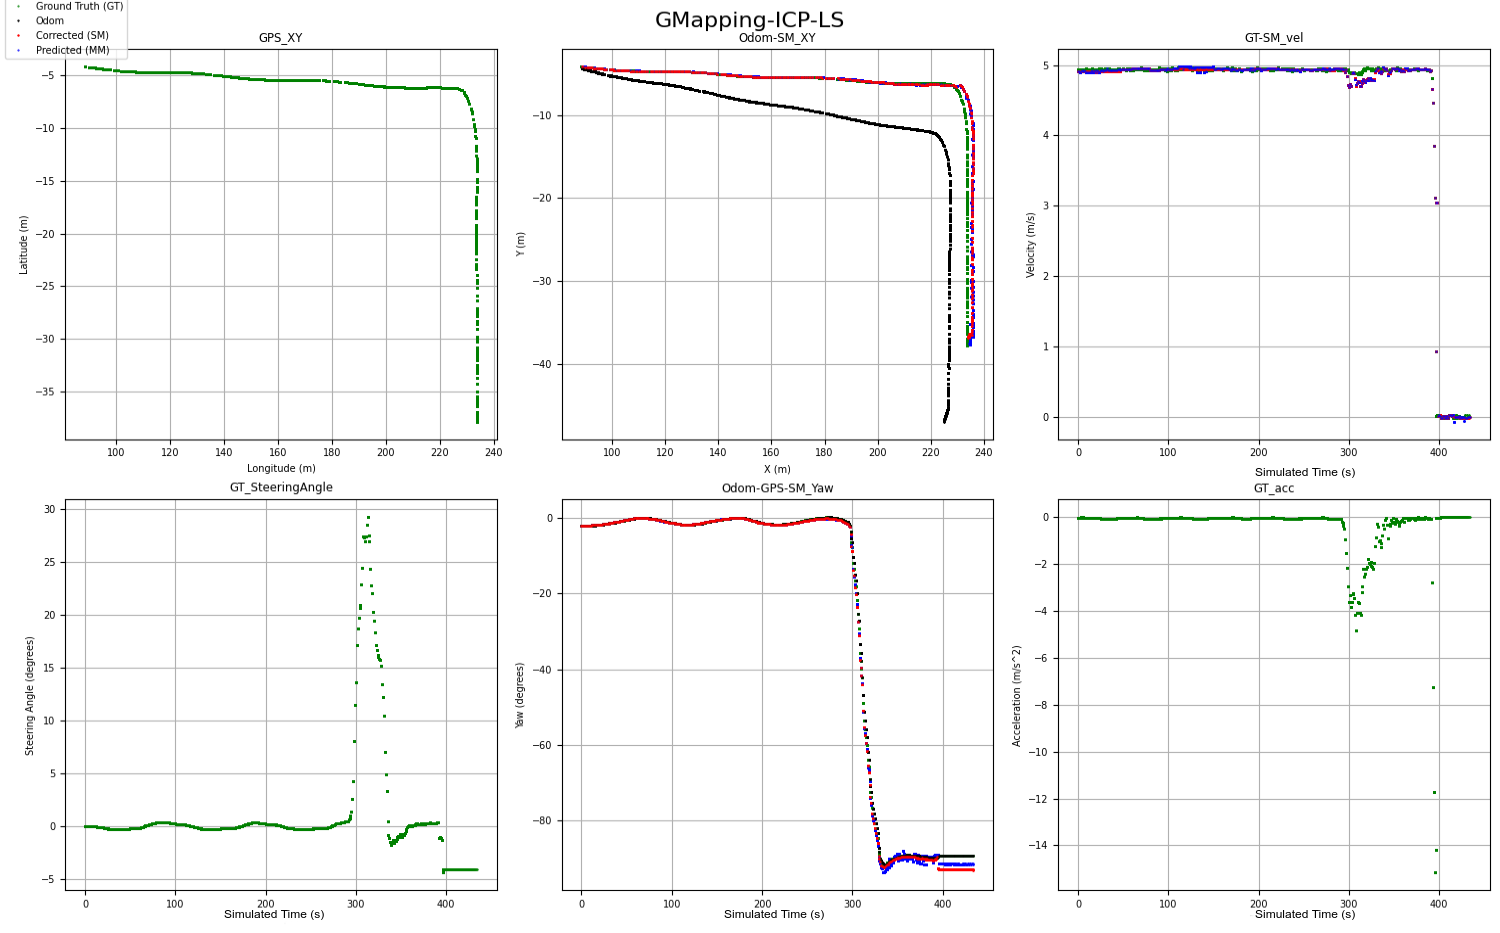 GMapping-ICP-LS
Ground Truth (GT)
Odom
Corrected (SM)
Predicted (MM)
GPS_XY
Latitude (m)
−5
−10
−15
−20
−25
−30
−35
100 120 140 160 180 200 220 240
Longitude (m)
Odom-SM_XY
Y (m)
−10
−20
−30
−40
100 120 140 160 180 200 220 240
X (m)
GT-SM_vel
Velocity (m/s)
5
4
3
2
1
0
0 100 200 300 400
Simulated Time (s)
GT_SteeringAngle
Steering Angle (degrees)
30
25
20
15
10
5
0
−5
0 100 200 300 400
Simulated Time (s)
Odom-GPS-SM_Yaw
Yaw (degrees)
0
−20
−40
−60
−80
0 100 200 300 400
Simulated Time (s)
GT_acc
Acceleration (m/s^2)
0
−2
−4
−6
−8
−10
−12
−14
0 100 200 300 400
Simulated Time (s)